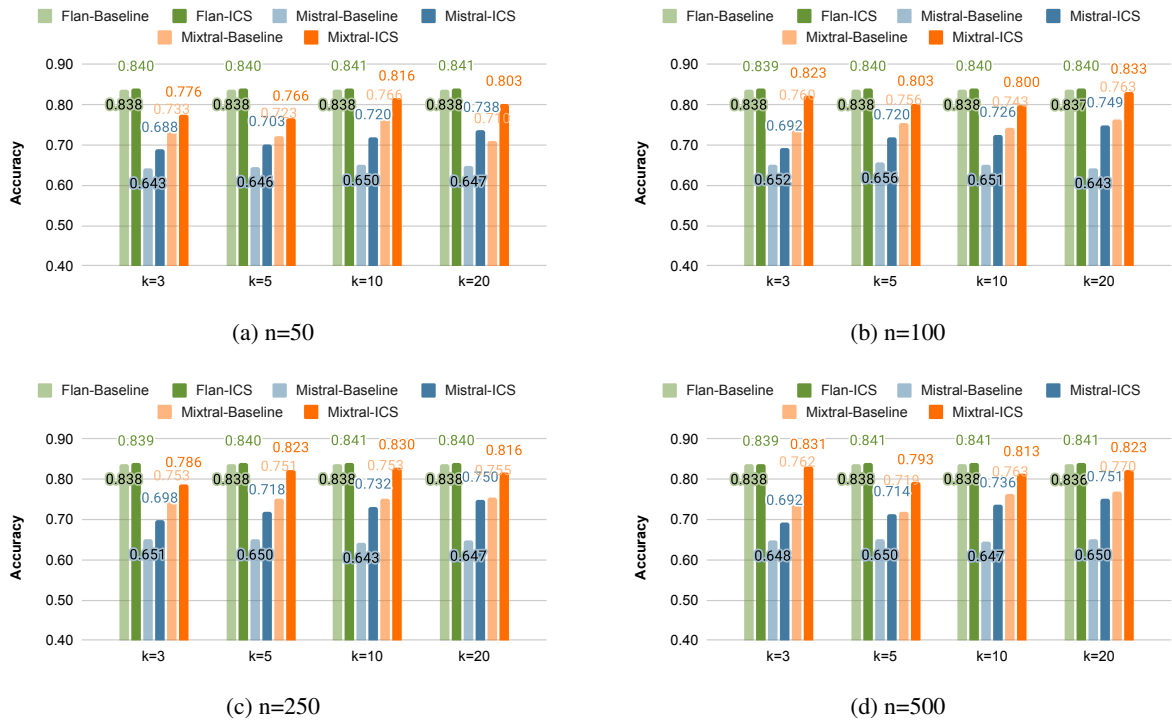 Flan-Baseline Flan-ICS Mistral-Baseline Mistral-ICS
Mixtral-Baseline Mixtral-ICS
Accuracy
0.90
0.80
0.70
0.60
0.50
0.40
0.838 0.840 0.643 0.688 0.733 0.776
0.838 0.840 0.646 0.703 0.723 0.766
0.838 0.841 0.650 0.720 0.766 0.816
0.838 0.841 0.647 0.738 0.710 0.803
k=3 k=5 k=10 k=20
(a) n=50
Flan-Baseline Flan-ICS Mistral-Baseline Mistral-ICS
Mixtral-Baseline Mixtral-ICS
Accuracy
0.90
0.80
0.70
0.60
0.50
0.40
0.838 0.839 0.652 0.692 0.760 0.823
0.838 0.840 0.656 0.720 0.756 0.803
0.838 0.840 0.651 0.726 0.743 0.800
0.837 0.840 0.643 0.749 0.763 0.833
k=3 k=5 k=10 k=20
(b) n=100
Flan-Baseline Flan-ICS Mistral-Baseline Mistral-ICS
Mixtral-Baseline Mixtral-ICS
Accuracy
0.90
0.80
0.70
0.60
0.50
0.40
0.838 0.839 0.651 0.698 0.753 0.786
0.838 0.840 0.650 0.718 0.751 0.823
0.838 0.841 0.643 0.732 0.753 0.830
0.838 0.840 0.647 0.750 0.755 0.816
k=3 k=5 k=10 k=20
(c) n=250
Flan-Baseline Flan-ICS Mistral-Baseline Mistral-ICS
Mixtral-Baseline Mixtral-ICS
Accuracy
0.90
0.80
0.70
0.60
0.50
0.40
0.838 0.839 0.648 0.692 0.762 0.831
0.838 0.841 0.650 0.714 0.719 0.793
0.838 0.841 0.647 0.736 0.763 0.813
0.836 0.841 0.650 0.751 0.770 0.823
k=3 k=5 k=10 k=20
(d) n=500